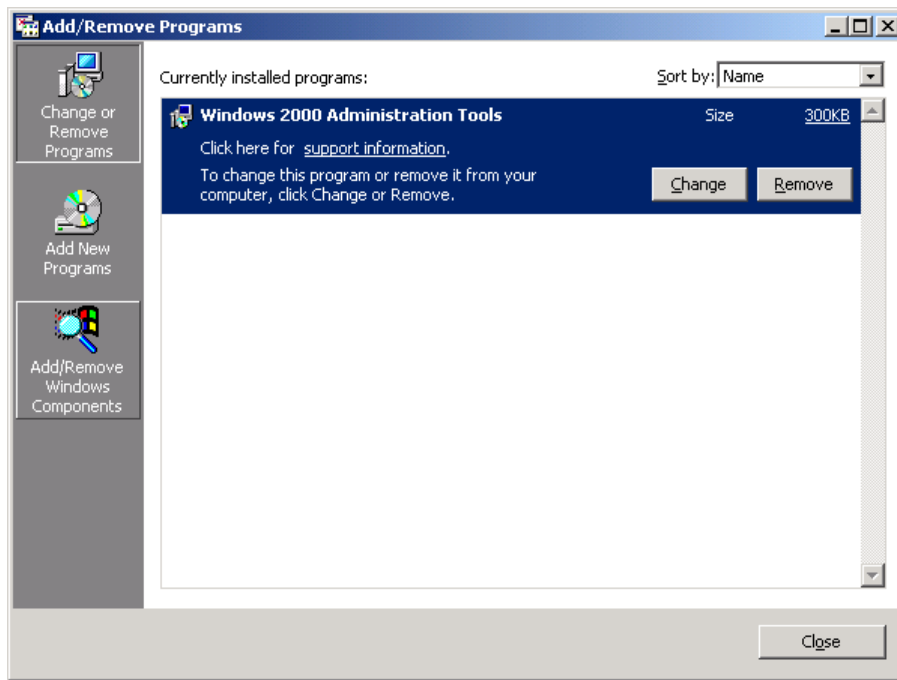 Add/Remove Programs
Change or
Remove
Programs
Add New
Programs
Add/Remove
Windows
Components
Currently installed programs:
Sort by: Name
Windows 2000 Administration Tools Size 300KB
Click here for support information.
To change this program or remove it from your
computer, click Change or Remove.
Change Remove
Close